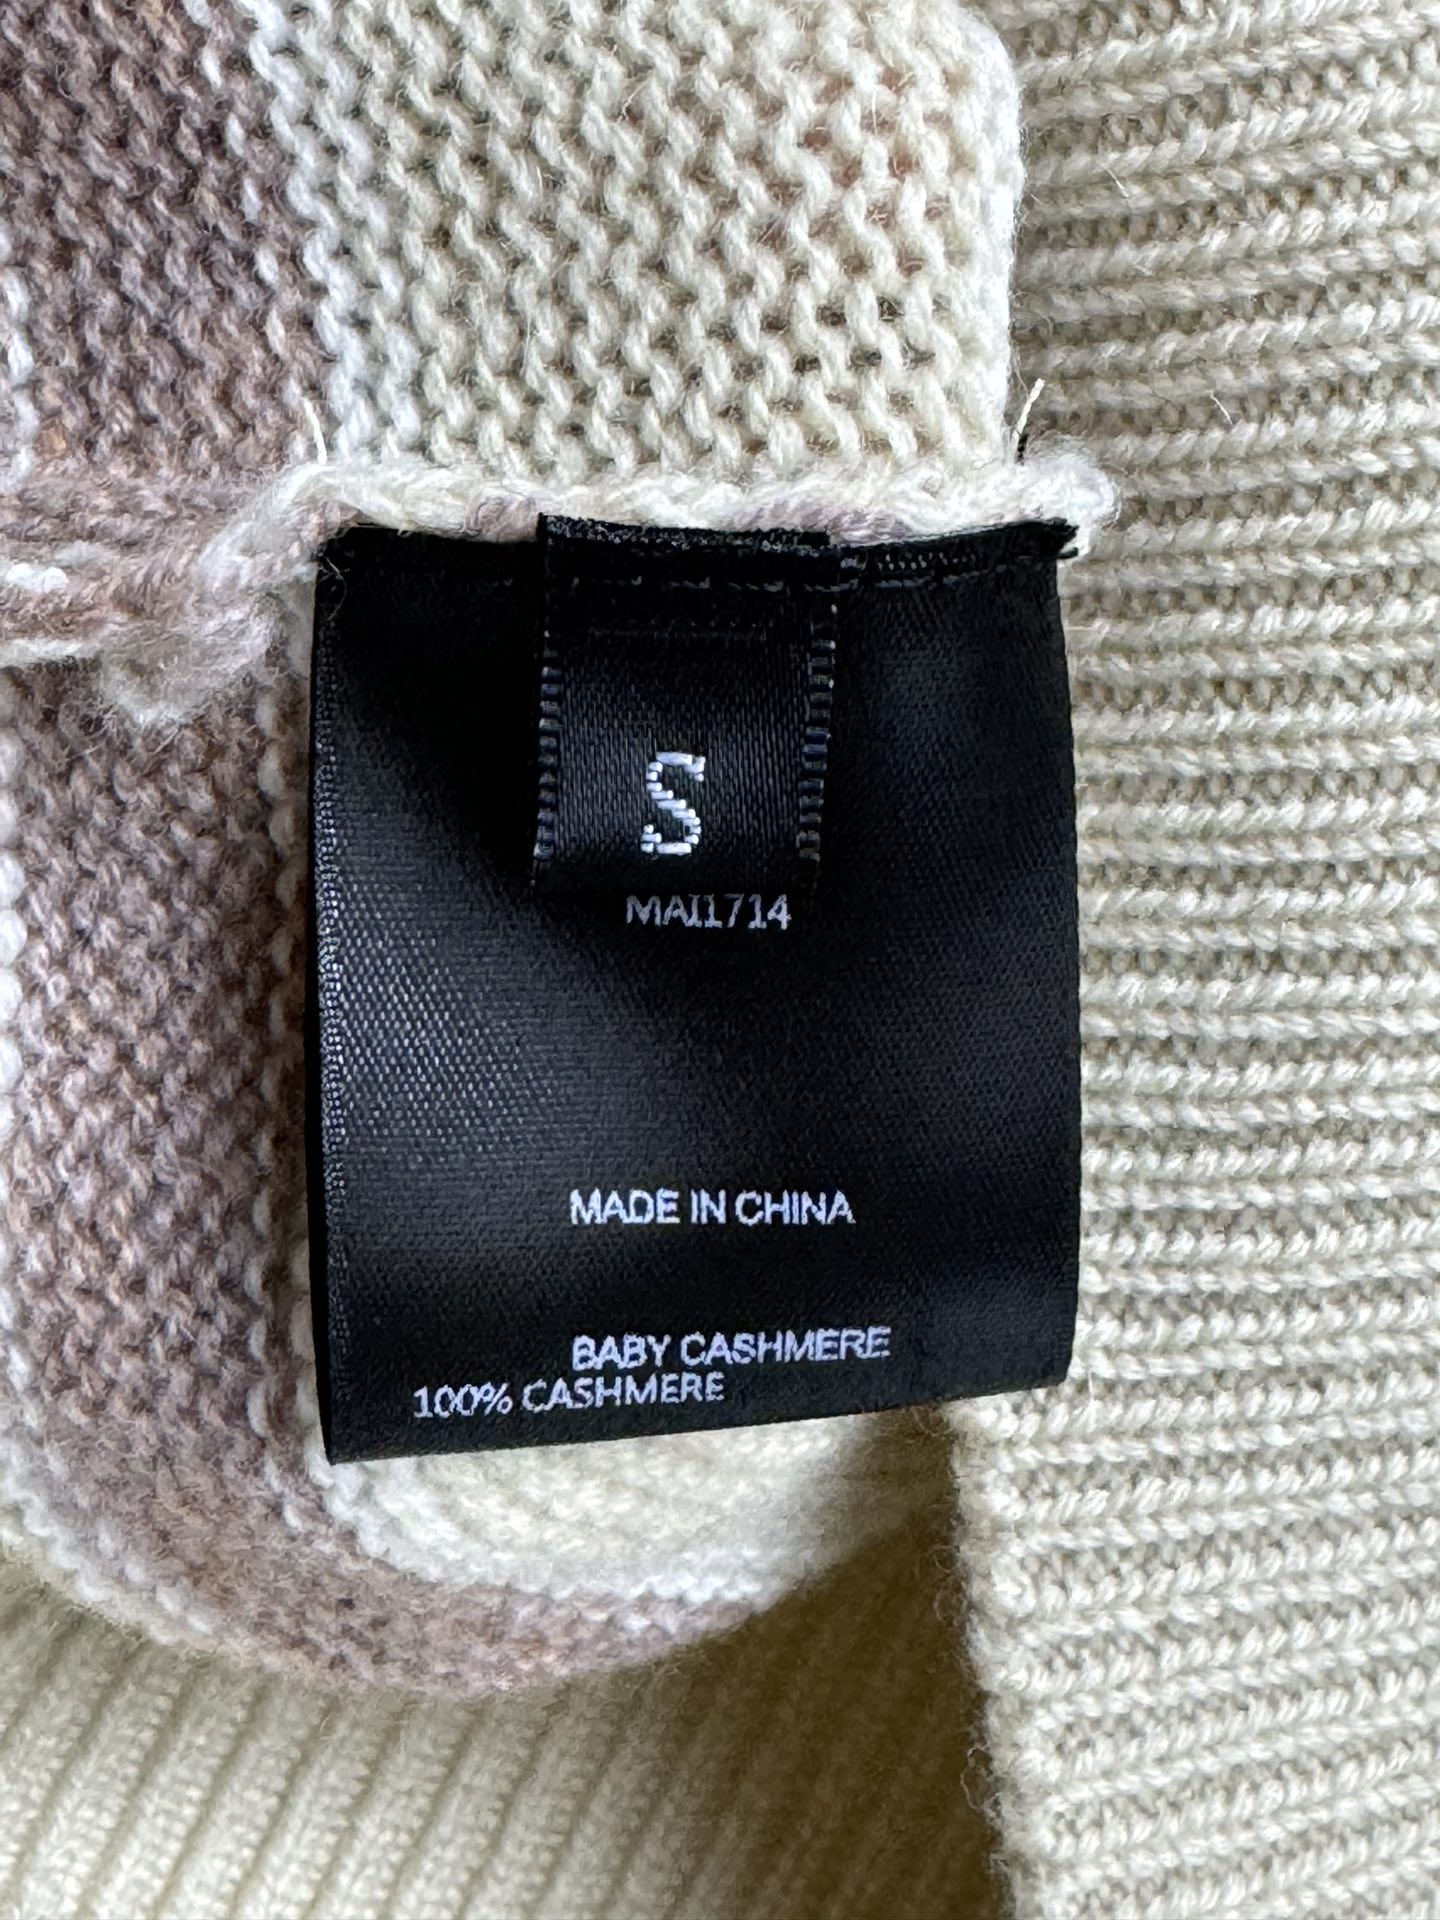 S
MAI1714
MADE IN CHINA
BABY CASHMERE
100% CASHMERE